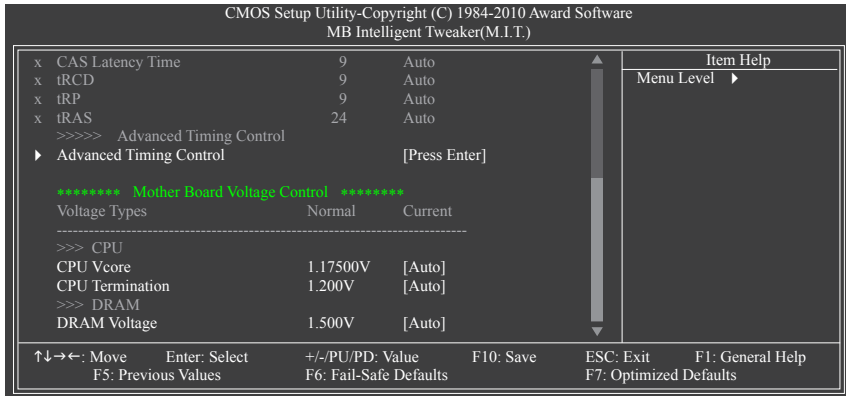 CMOS Setup Utility-Copyright (C) 1984-2010 Award Software
MB Intelligent Tweaker(M.I.T.)
x CAS Latency Time 9 Auto
x tRCD 9 Auto
x tRP 9 Auto
x tRAS 24 Auto
>>>>> Advanced Timing Control
Advanced Timing Control [Press Enter]
******** Mother Board Voltage Control ********
Voltage Types Normal Current
-----------------------------------------------------------------------------
>>> CPU
CPU Vcore 1.17500V [Auto]
CPU Termination 1.200V [Auto]
>>> DRAM
DRAM Voltage 1.500V [Auto]
Item Help
Menu Level
↑↓→←: Move Enter: Select +/-/PU/PD: Value F10: Save ESC: Exit F1: General Help
F5: Previous Values F6: Fail-Safe Defaults F7: Optimized Defaults